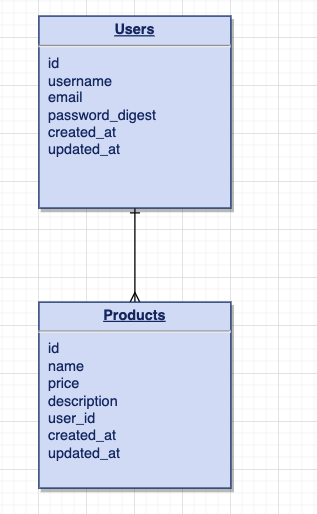 Users
id
username
email
password_digest
created_at
updated_at
Products
id
name
price
description
user_id
created_at
updated_at